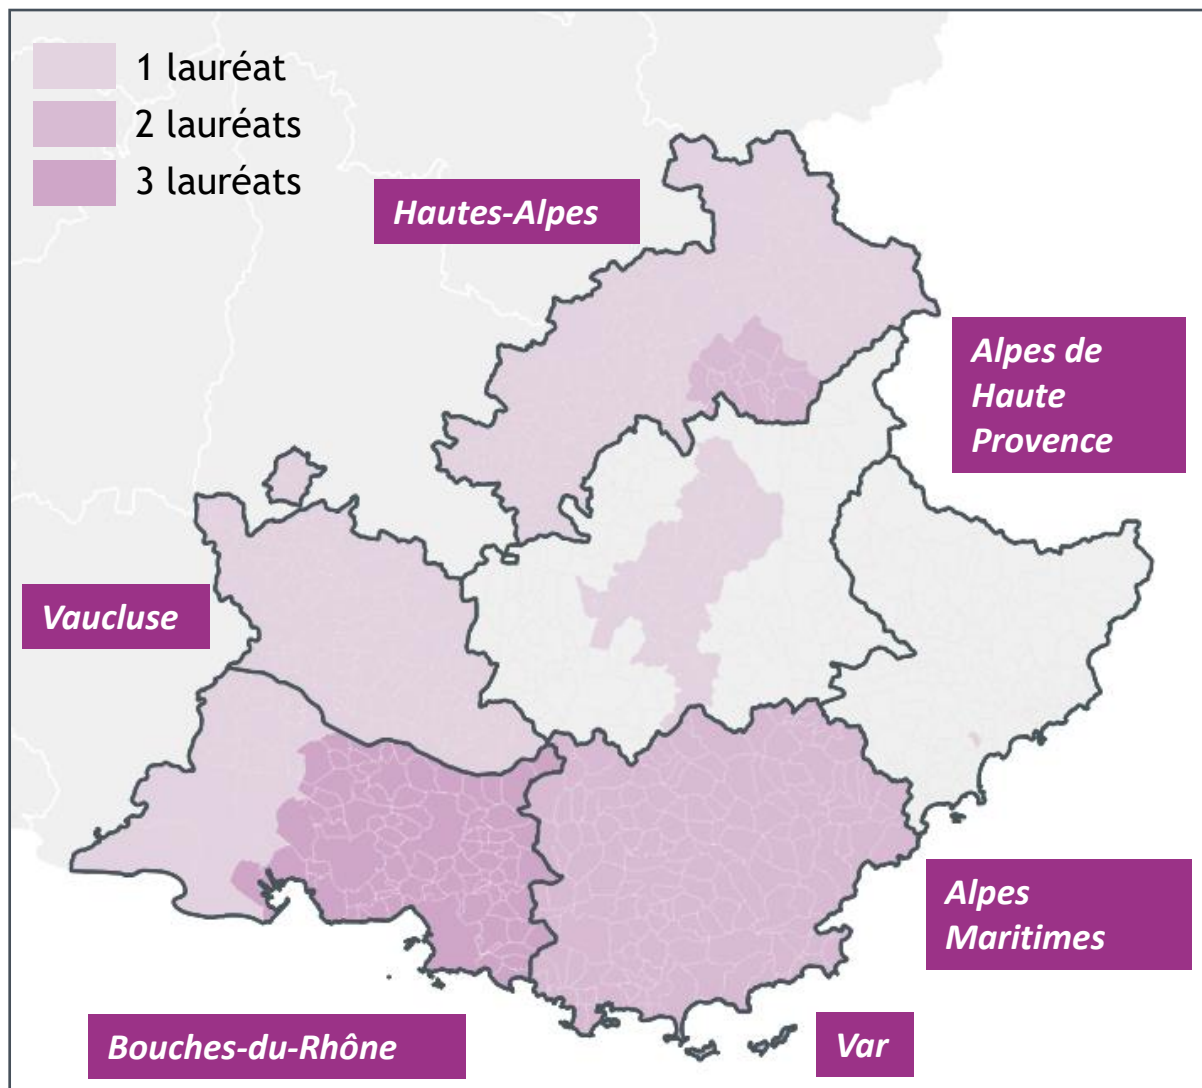 1 lauréat
2 lauréats
3 lauréats
Hautes-Alpes
Alpes de
Haute
Provence
Vaucluse
Alpes
Maritimes
Bouches-du-Rhône
Var